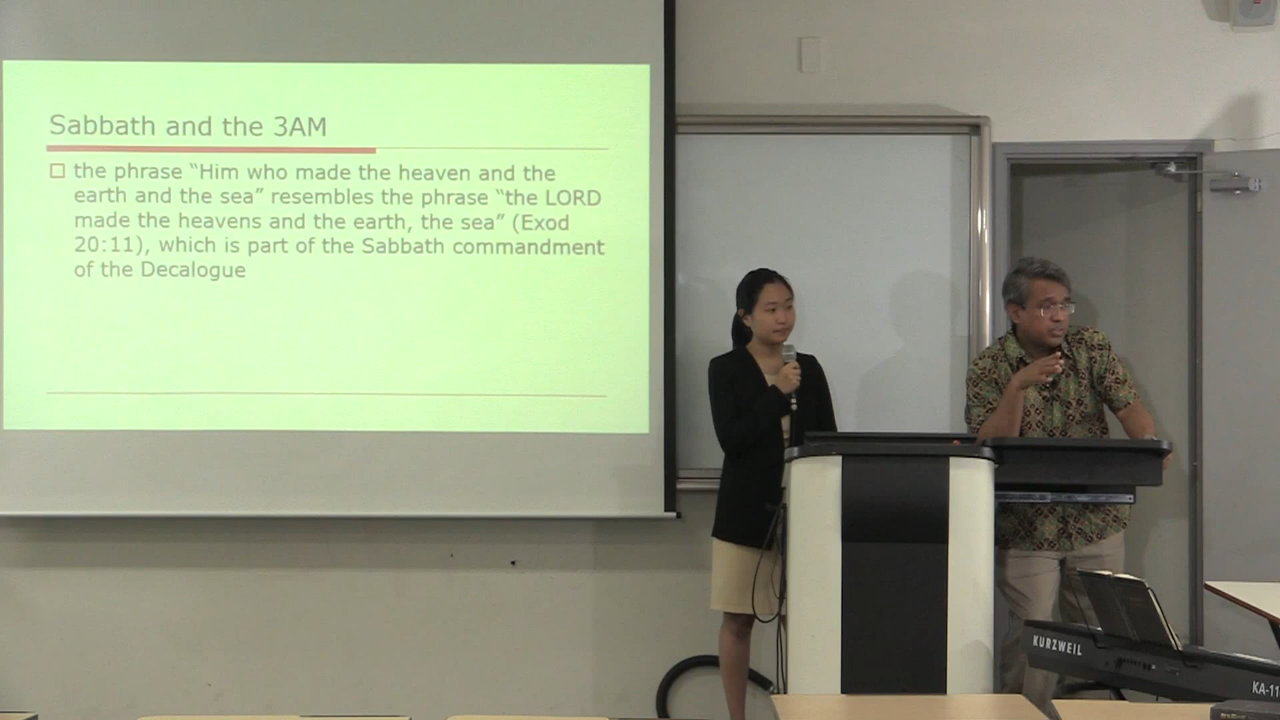 Sabbath and the 3AM
the phrase “Him who made the heaven and the
earth and the sea” resembles the phrase “the LORD
made the heavens and the earth, the sea” (Exod
20:11), which is part of the Sabbath commandment
of the Decalogue
KURZWEIL
KA-11